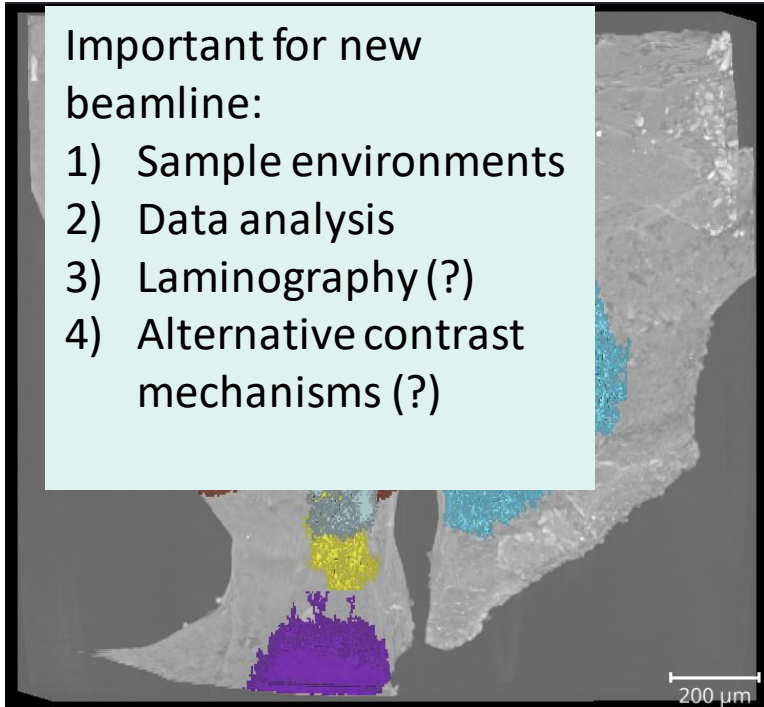 Important for new
beamline:
1) Sample environments
2) Data analysis
3) Laminography (?)
4) Alternative contrast
mechanisms (?)
200 µm